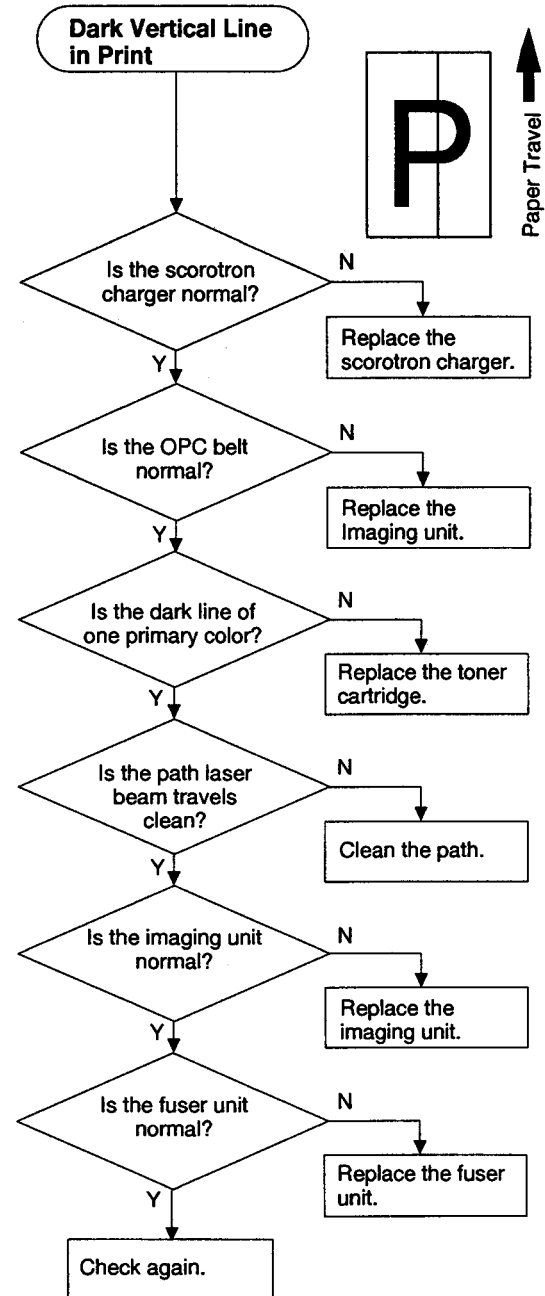 Dark Vertical Line
in Print
P
Paper Travel
Is the scorotron
charger normal?
N
Replace the
scorotron charger.
Y
Is the OPC belt
normal?
N
Replace the
Imaging unit.
Y
Is the dark line of
one primary color?
N
Replace the toner
cartridge.
Y
Is the path laser
beam travels
clean?
N
Clean the path.
Y
Is the imaging unit
normal?
N
Replace the
imaging unit.
Y
Is the fuser unit
normal?
N
Replace the fuser
unit.
Y
Check again.